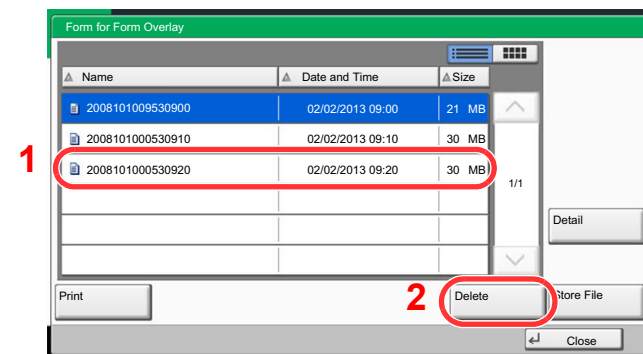 Form for Form Overlay
Name Date and Time Size
2008101009530900 02/02/2013 09:00 21 MB
2008101000530910 02/02/2013 09:10 30 MB
1
2008101000530920 02/02/2013 09:20 30 MB
1/1
Detail
Print 2 Delete Store File
Close